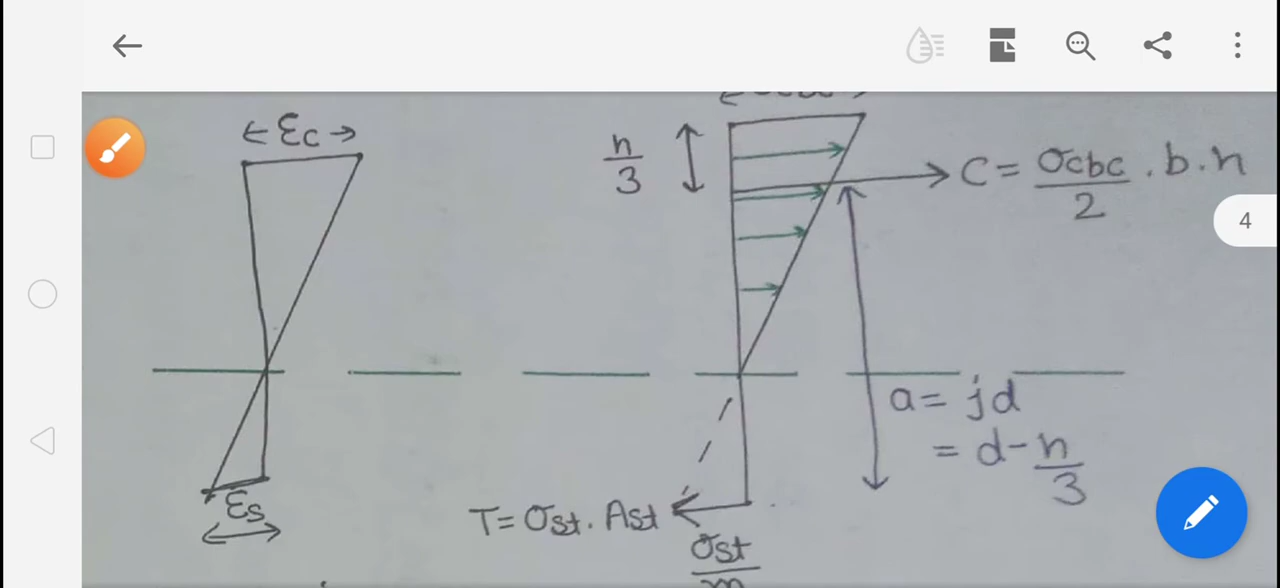 ← εc →
n/3
C = σcbc/2 . b.n
4
a = jd
= d - n/3
εs
T = σst . Ast
σst/m